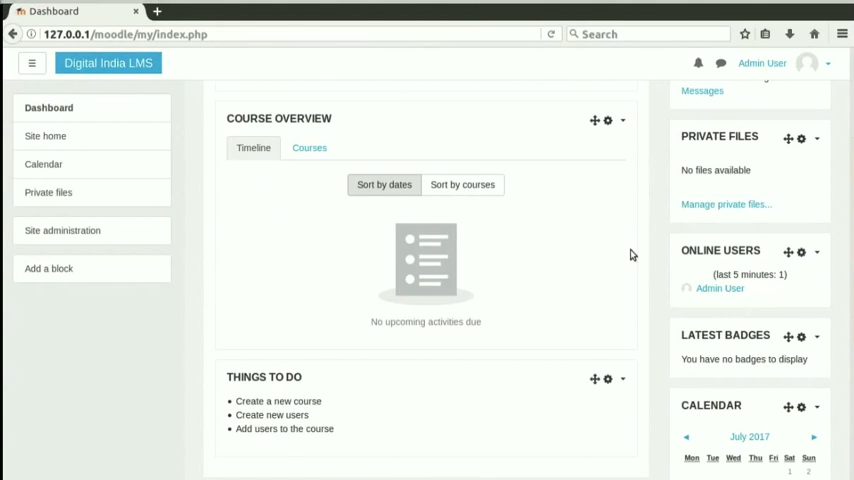 Dashboard
127.0.0.1/moodle/my/index.php
Search
Digital India LMS
Admin User
Dashboard
Site home
Calendar
Private files
Site administration
Add a block
COURSE OVERVIEW
Timeline
Courses
Sort by dates
Sort by courses
No upcoming activities due
THINGS TO DO
Create a new course
Create new users
Add users to the course
Messages
PRIVATE FILES
No files available
Manage private files...
ONLINE USERS
(last 5 minutes: 1)
Admin User
LATEST BADGES
You have no badges to display
CALENDAR
July 2017
Mon Tue Wed Thu Fri Sat Sun
1 2